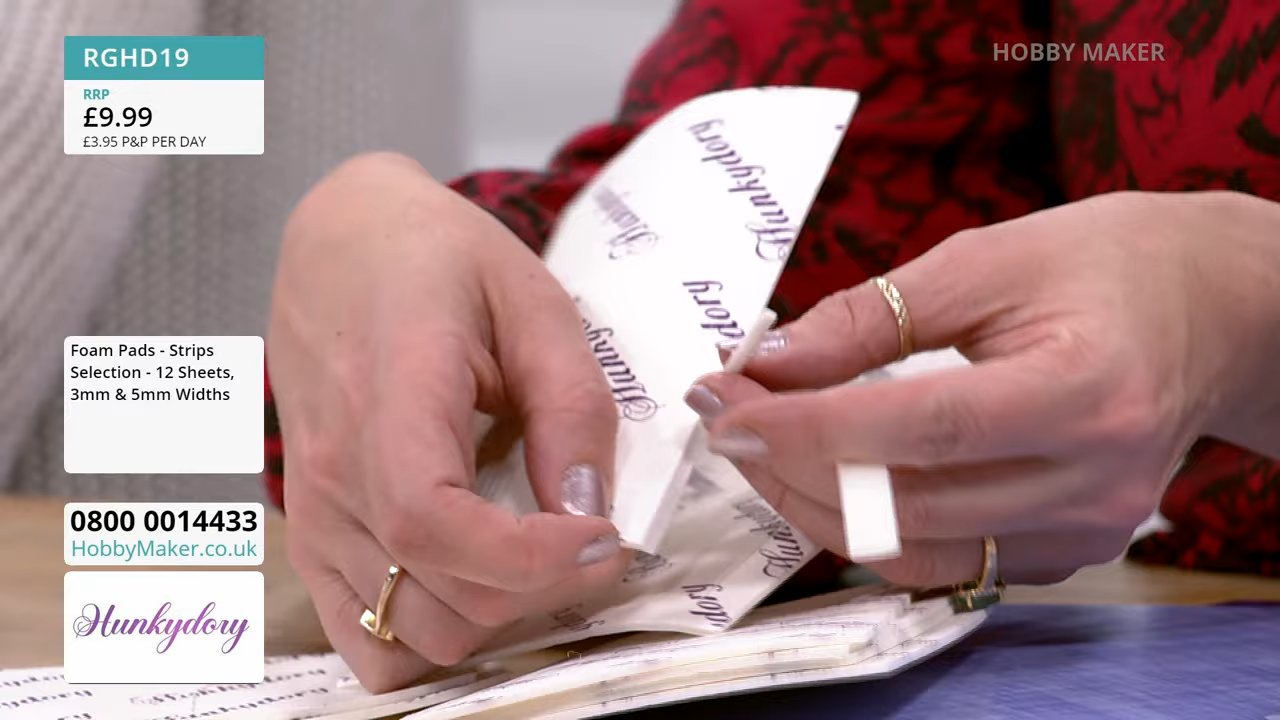 RGHD19
RRP
£9.99
£3.95 P&P PER DAY
HOBBY MAKER
Hunkydory
Hunkydory
Foam Pads - Strips
Selection - 12 Sheets,
3mm & 5mm Widths
0800 0014433
HobbyMaker.co.uk
Hunkydory